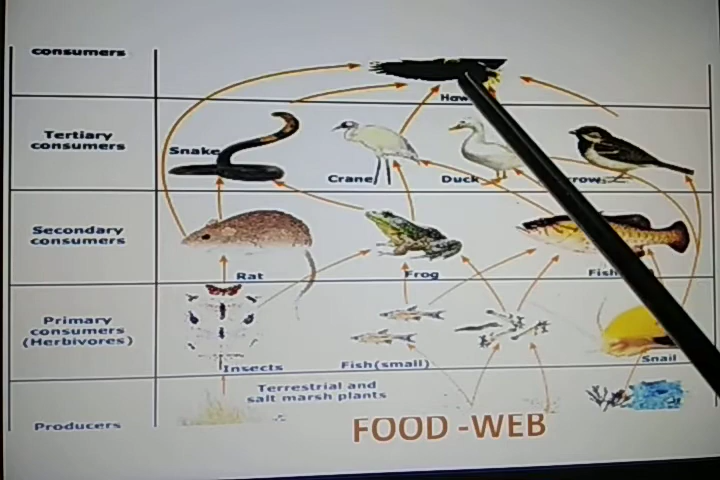 consumers
Tertiary
consumers
Snake
Crane
Duck
Secondary
consumers
Rat
Frog
Fish
Primary
consumers
(Herbivores)
Insects
Fish(small)
Snail
Terrestrial and
salt marsh plants
Producers
FOOD -WEB